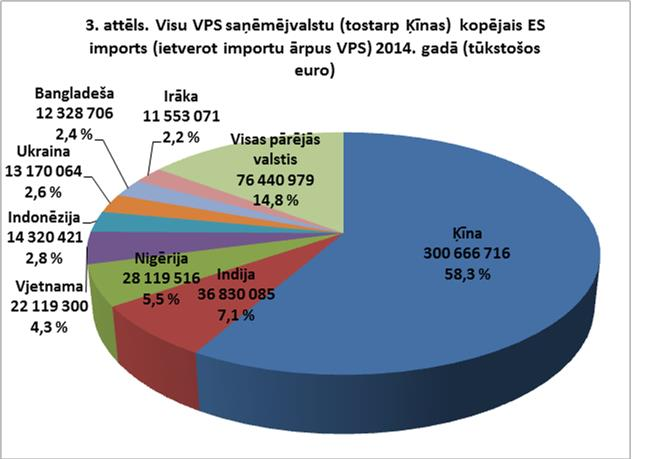 3. attēls. Visu VPS saņēmējvalstu (tostarp Ķīnas) kopējais ES
imports (ietverot importu ārpus VPS) 2014. gadā (tūkstošos
euro)
Bangladeša
12 328 706
2,4 %
Irāka
11 553 071
2,2 %
Visas pārējās
valstis
76 440 979
14,8 %
Ukraina
13 170 064
2,6 %
Indonēzija
14 320 421
2,8 %
Vjetnama
22 119 300
4,3 %
Nigērija
28 119 516
5,5 %
Indija
36 830 085
7,1 %
Ķīna
300 666 716
58,3 %